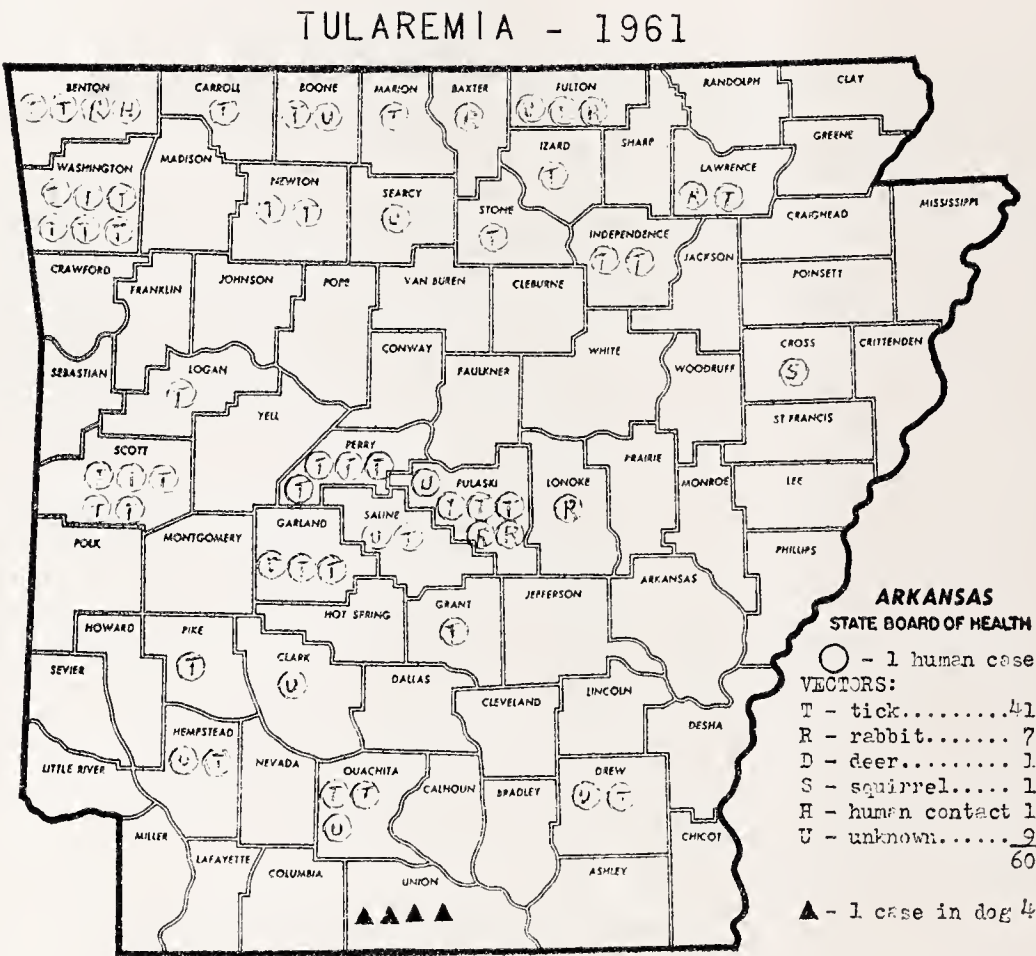 TULAREMIA - 1961
BENTON CARROLL BOONE MARION BAXTER FULTON RANDOLPH CLAY
T R H T T U T R R
SHARP GREENE
IZARD LAWRENCE
T R T
WASHINGTON MADISON NEWTON SEARCY STONE INDEPENDENCE JACKSON CRAIGHEAD MISSISSIPPI
T T T
T T T
T T U T T T
CRAWFORD FRANKLIN JOHNSON POPE VAN BUREN CLEBURNE POINSETT
SEBASTIAN LOGAN CONWAY FAULKNER WHITE WOODRUFF CROSS CRITTENDEN
T S
YELL ST FRANCIS
SCOTT PERRY PULASKI LONOKE PRAIRIE MONROE LEE
T T T
T T
T T T T
U
T T T
R R
R
POLK MONTGOMERY GARLAND SALINE PHILLIPS
T T T U T
HOT SPRING GRANT JEFFERSON ARKANSAS
T
HOWARD PIKE CLARK DALLAS CLEVELAND LINCOLN DESHA
T U
SEVIER
LITTLE RIVER HEMPSTEAD NEVADA OUACHITA CALHOUN BRADLEY DREW
U T T T U T
U
MILLER LAFAYETTE COLUMBIA UNION ASHLEY CHICOT
ARKANSAS
STATE BOARD OF HEALTH
- 1 human case
VECTORS:
T - tick.........41
R - rabbit....... 7
D - deer......... 1
S - squirrel..... 1
H - human contact 1
U - unknown...... 9
60
▲ - 1 case in dog 4